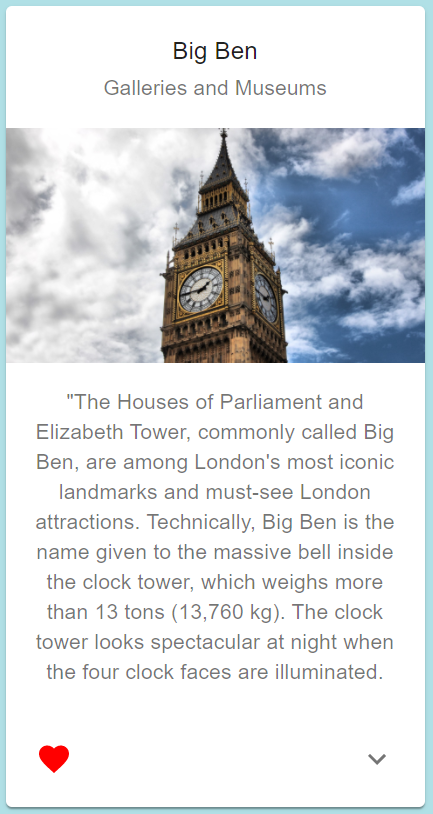 Big Ben
Galleries and Museums
"The Houses of Parliament and
Elizabeth Tower, commonly called Big
Ben, are among London's most iconic
landmarks and must-see London
attractions. Technically, Big Ben is the
name given to the massive bell inside
the clock tower, which weighs more
than 13 tons (13,760 kg). The clock
tower looks spectacular at night when
the four clock faces are illuminated.